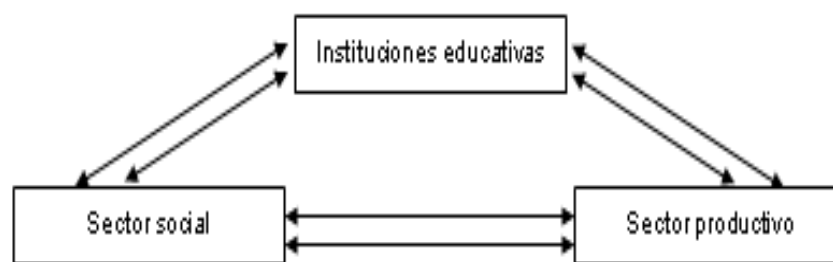 Instituciones educativas
Sector social
Sector productivo